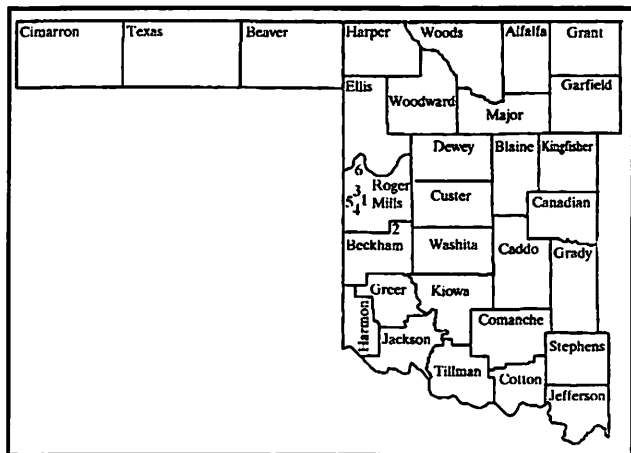 Cimarron Texas Beaver Harper Woods Alfalfa Grant
Ellis Woodward Major Garfield
Dewey Blaine Kingfisher
6
3
5 1 Roger
4 Mills
Custer Canadian
2
Beckham Washita Caddo Grady
Greer Kiowa
Harmon Jackson Comanche
Stephens
Tillman Cotton
Jefferson